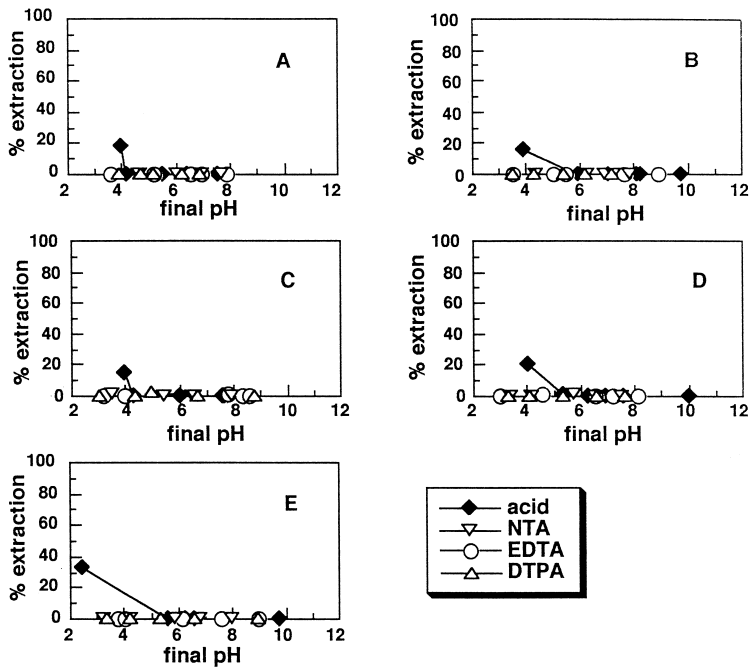 100
80
60
40
20
0
% extraction
A
2 4 6 8 10 12
final pH
100
80
60
40
20
0
% extraction
B
2 4 6 8 10 12
final pH
100
80
60
40
20
0
% extraction
C
2 4 6 8 10 12
final pH
100
80
60
40
20
0
% extraction
D
2 4 6 8 10 12
final pH
100
80
60
40
20
0
% extraction
E
2 4 6 8 10 12
final pH
acid
NTA
EDTA
DTPA